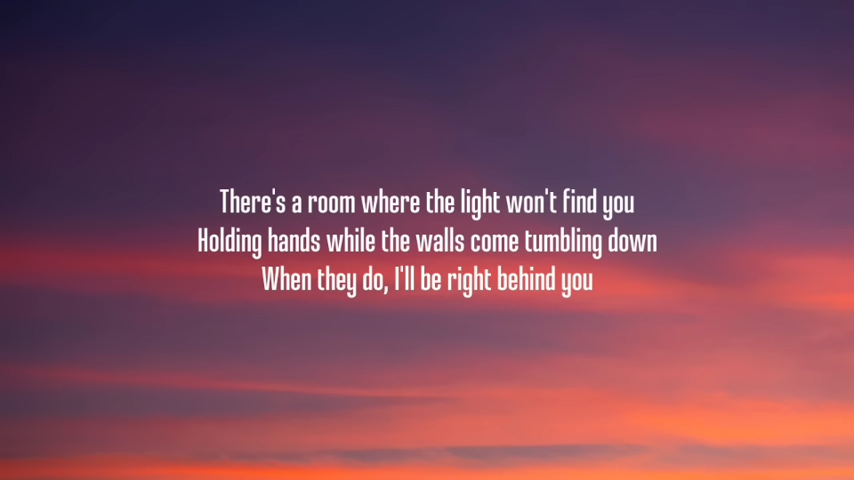 There's a room where the light won't find you
Holding hands while the walls come tumbling down
When they do, I'll be right behind you